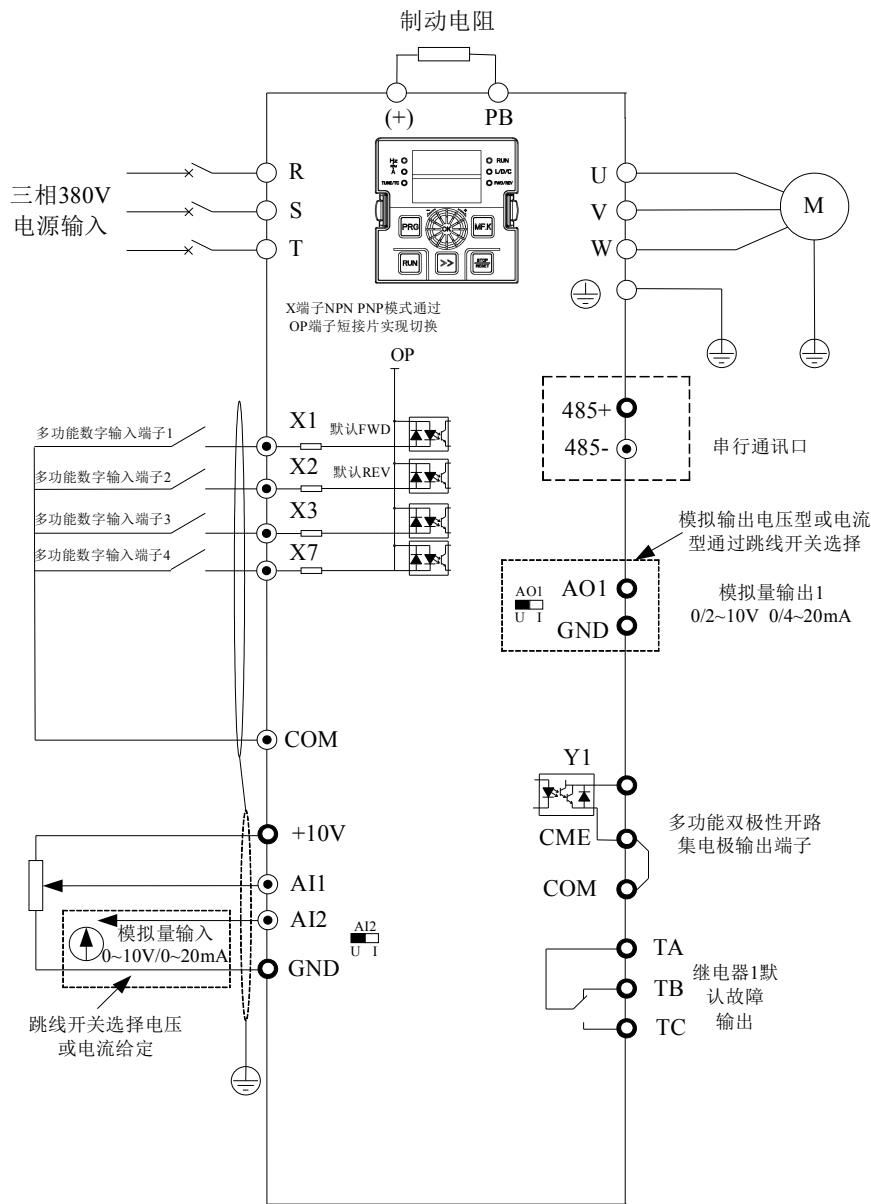 制动电阻
(+)
PB
Hz
RUN
A
L/D/C
TUNE/TC
FWD/REV
PRG
OK
MF.K
RUN
>>
STOP
RESET
R
三相380V
S
电源输入
T
U
V
M
W
X端子NPN PNP模式通过
OP端子短接片实现切换
OP
多功能数字输入端子1
X1
默认FWD
多功能数字输入端子2
X2
默认REV
多功能数字输入端子3
X3
多功能数字输入端子4
X7
485+
485-
串行通讯口
模拟输出电压型或电流
型通过跳线开关选择
AO1
U I
AO1
GND
模拟量输出1
0/2~10V 0/4~20mA
COM
Y1
CME
COM
多功能双极性开路
集电极输出端子
+10V
AI1
AI2
模拟量输入
0~10V/0~20mA
AI2
U I
GND
跳线开关选择电压
或电流给定
TA
TB
TC
继电器1默
认故障
输出